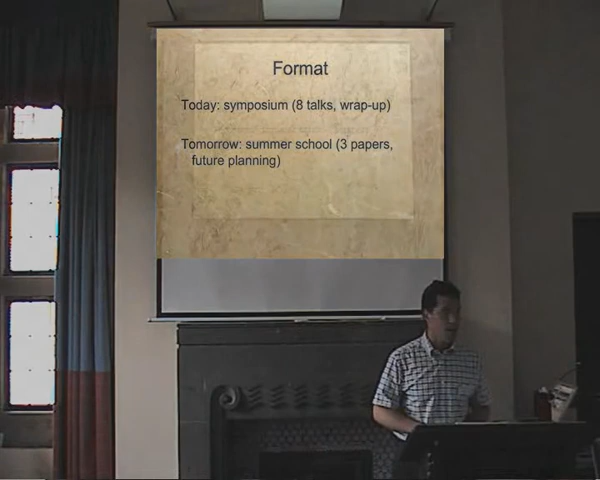 Format
Today: symposium (8 talks, wrap-up)
Tomorrow: summer school (3 papers,
future planning)